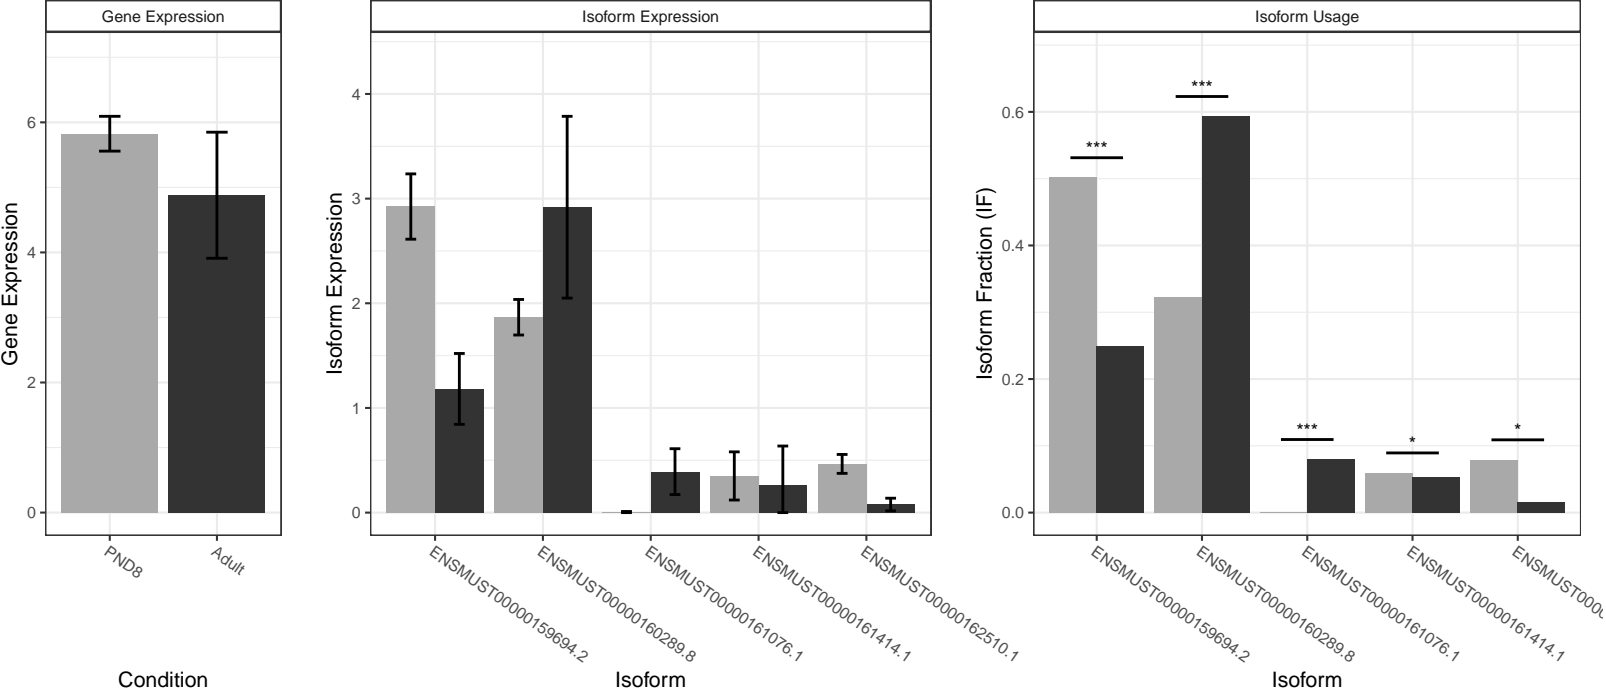 Gene Expression
Isoform Expression
Isoform Usage
Gene Expression
0
2
4
6
PND8
Adult
Condition
Isoform Expression
0
1
2
3
4
ENSMUST00000159694.2
ENSMUST00000160289.8
ENSMUST00000161076.1
ENSMUST00000161414.1
ENSMUST00000162510.1
Isoform
Isoform Fraction (IF)
0.0
0.2
0.4
0.6
***
***
***
*
*
ENSMUST00000159694.2
ENSMUST00000160289.8
ENSMUST00000161076.1
ENSMUST00000161414.1
Isoform